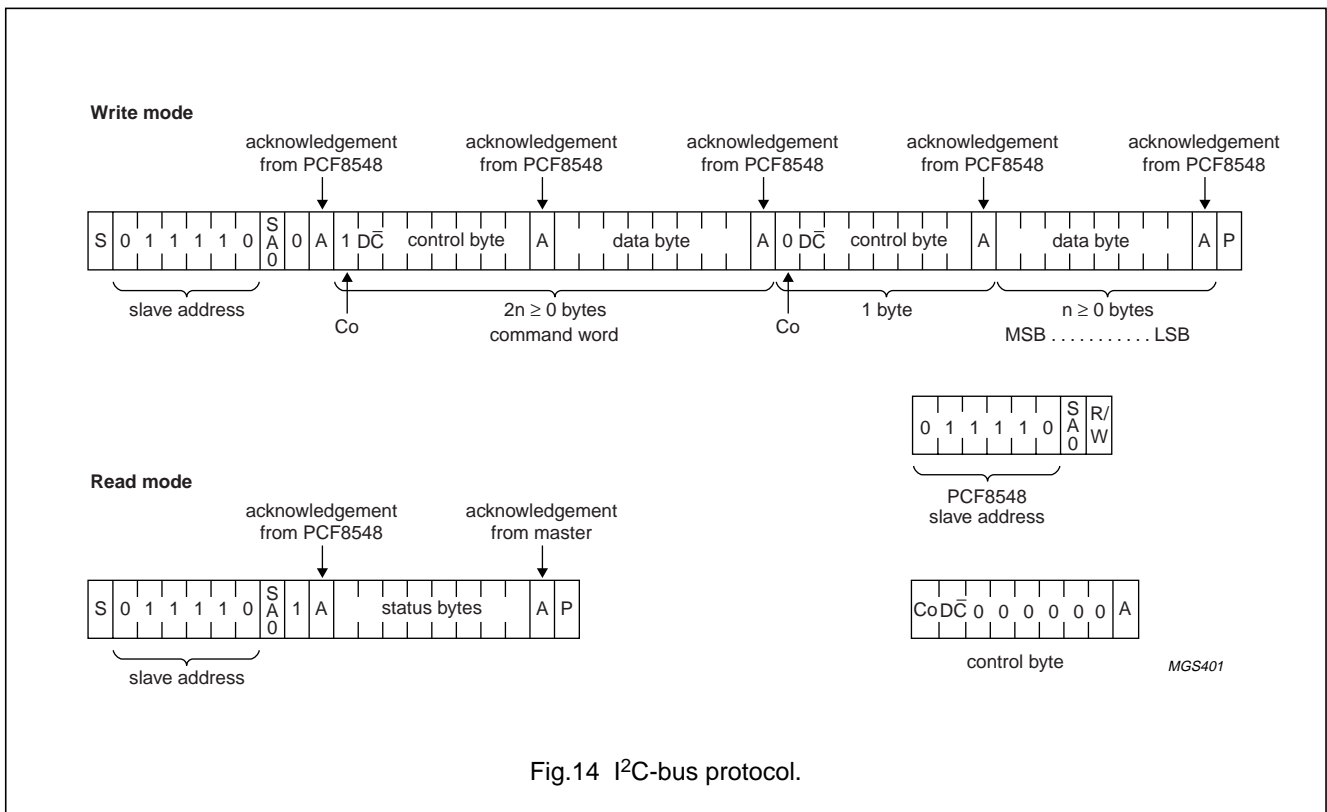 Write mode
acknowledgement acknowledgement acknowledgement acknowledgement acknowledgement
from PCF8548 from PCF8548 from PCF8548 from PCF8548 from PCF8548
S 0 1 1 1 1 0 SA0 0 A 1 DC̅ control byte A data byte A 0 DC̅ control byte A data byte A P
slave address Co 2n ≥ 0 bytes Co 1 byte n ≥ 0 bytes
command word MSB . . . . . . . . . . . LSB
0 1 1 1 1 0 SA0 R/W
PCF8548
slave address
Read mode
acknowledgement acknowledgement
from PCF8548 from master
S 0 1 1 1 1 0 SA0 1 A status bytes A P
slave address
Co DC̅ 0 0 0 0 0 0 A
control byte
MGS401
Fig.14 I²C-bus protocol.